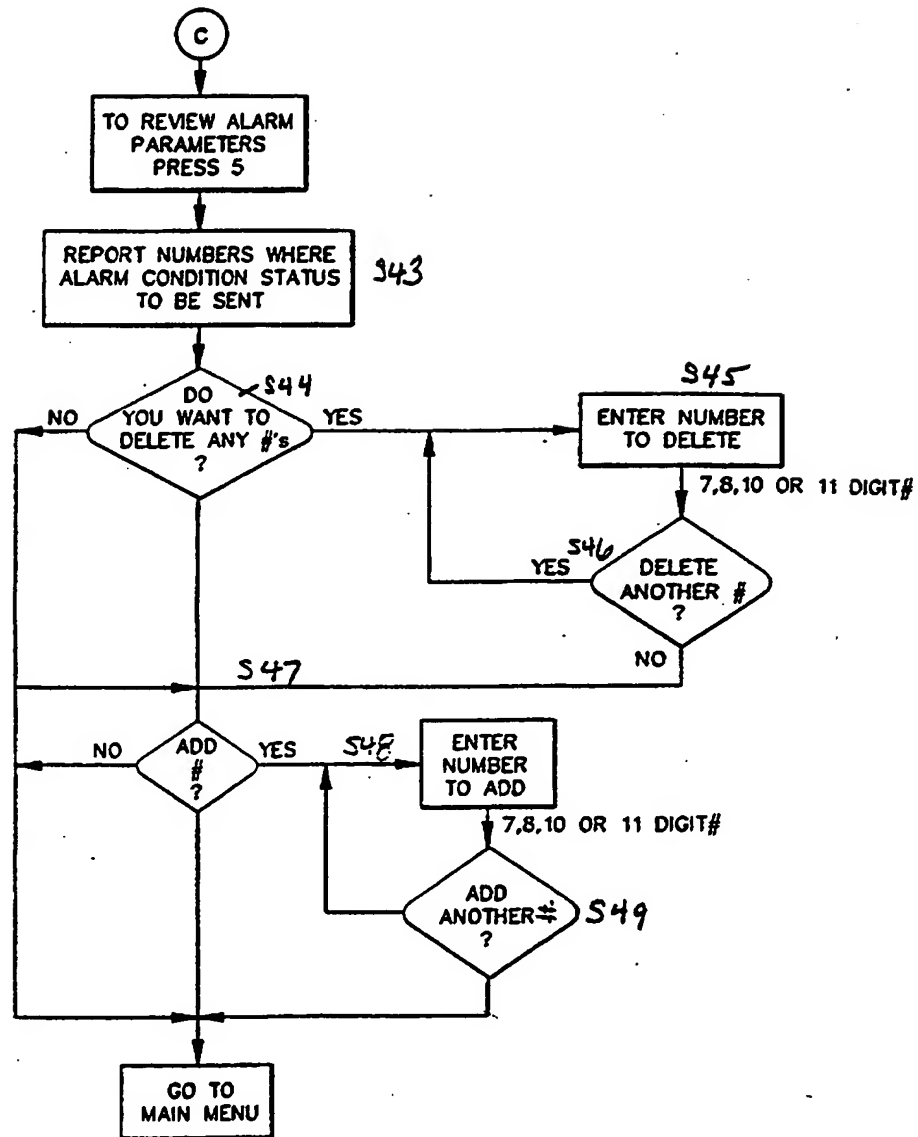 C
TO REVIEW ALARM
PARAMETERS
PRESS 5
REPORT NUMBERS WHERE
ALARM CONDITION STATUS
TO BE SENT
S43
DO
YOU WANT TO
DELETE ANY #'s
?
S44
NO
YES
S45
ENTER NUMBER
TO DELETE
7,8,10 OR 11 DIGIT#
S46
YES
DELETE
ANOTHER #
?
NO
S47
ADD
#
?
NO
YES
S48
ENTER
NUMBER
TO ADD
7,8,10 OR 11 DIGIT#
ADD
ANOTHER #
?
S49
GO TO
MAIN MENU